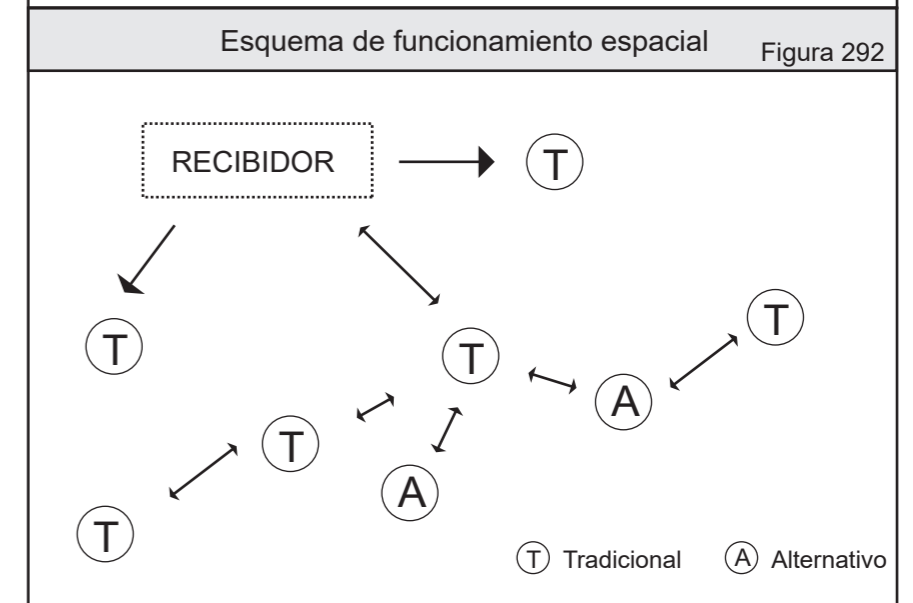 Esquema de funcionamiento espacial
Figura 292
RECIBIDOR
T
T
T
T
A
T
A
T
T Tradicional
A Alternativo